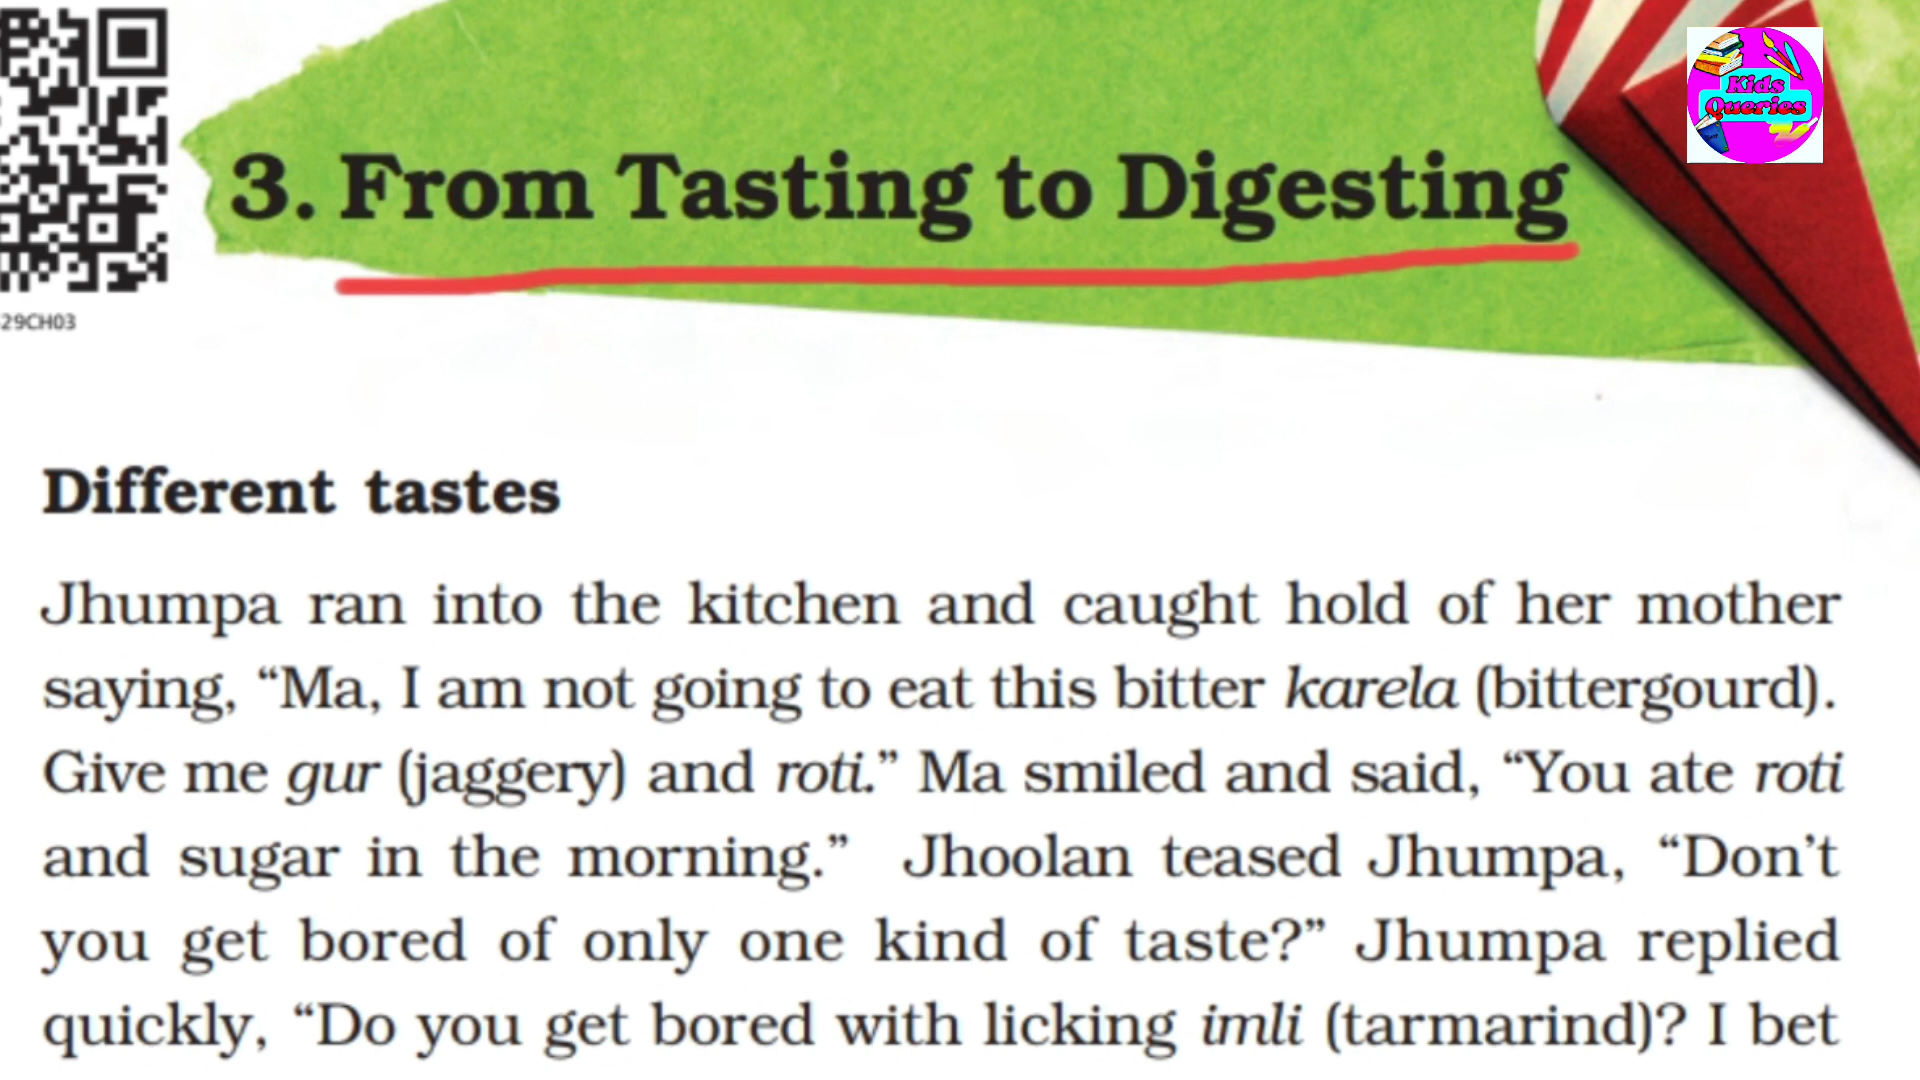 Kids
Queries
3. From Tasting to Digesting
29CH03
Different tastes
Jhumpa ran into the kitchen and caught hold of her mother
saying, “Ma, I am not going to eat this bitter karela (bittergourd).
Give me gur (jaggery) and roti.” Ma smiled and said, “You ate roti
and sugar in the morning.” Jhoolan teased Jhumpa, “Don’t
you get bored of only one kind of taste?” Jhumpa replied
quickly, “Do you get bored with licking imli (tarmarind)? I bet